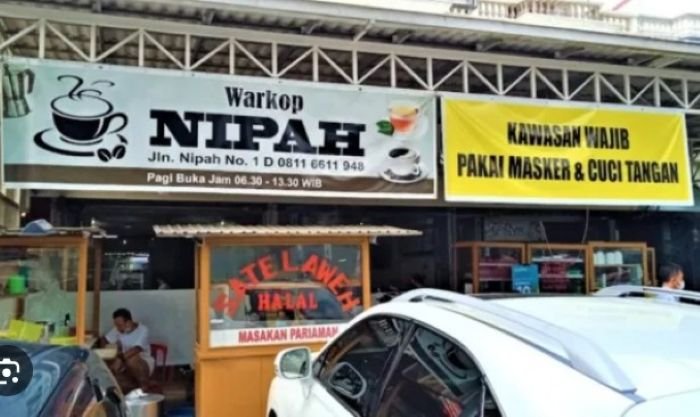 Warkop
NIPAH
Jln. Nipah No. 1 D 0811 6611 948
Pagi Buka Jam 06.30 - 13.30 WIB
KAWASAN WAJIB
PAKAI MASKER & CUCI TANGAN
SATE LAWEH
HALAL
MASAKAN PARIAMAN